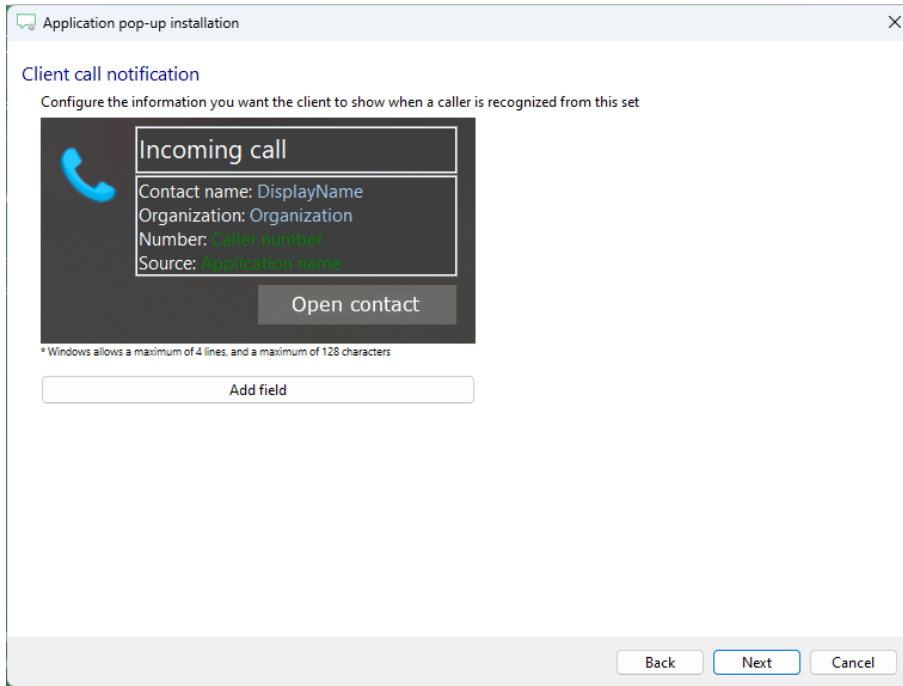 Application pop-up installation
Client call notification
Configure the information you want the client to show when a caller is recognized from this set
Incoming call
Contact name: DisplayName
Organization: Organization
Number: Caller number
Source: Application name
Open contact
* Windows allows a maximum of 4 lines, and a maximum of 128 characters
Add field
Back Next Cancel